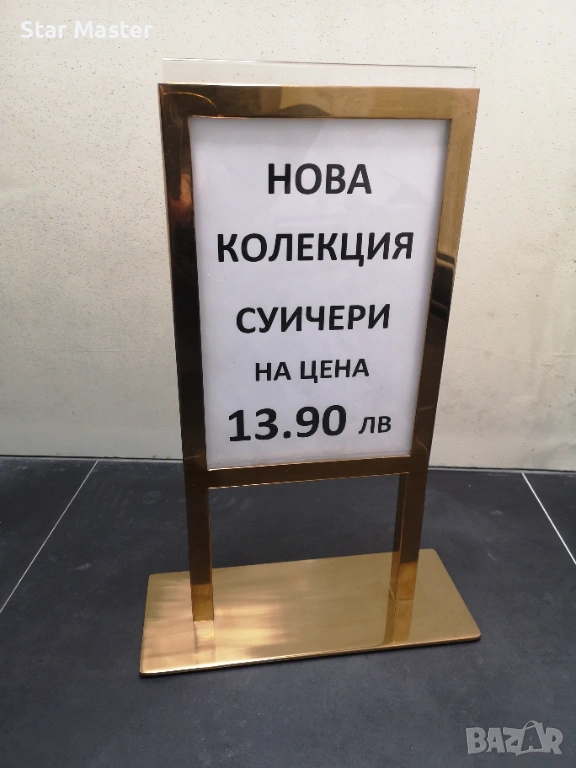 Star Master
НОВА
КОЛЕКЦИЯ
СУИЧЕРИ
НА ЦЕНА
13.90 лв
BAZAR